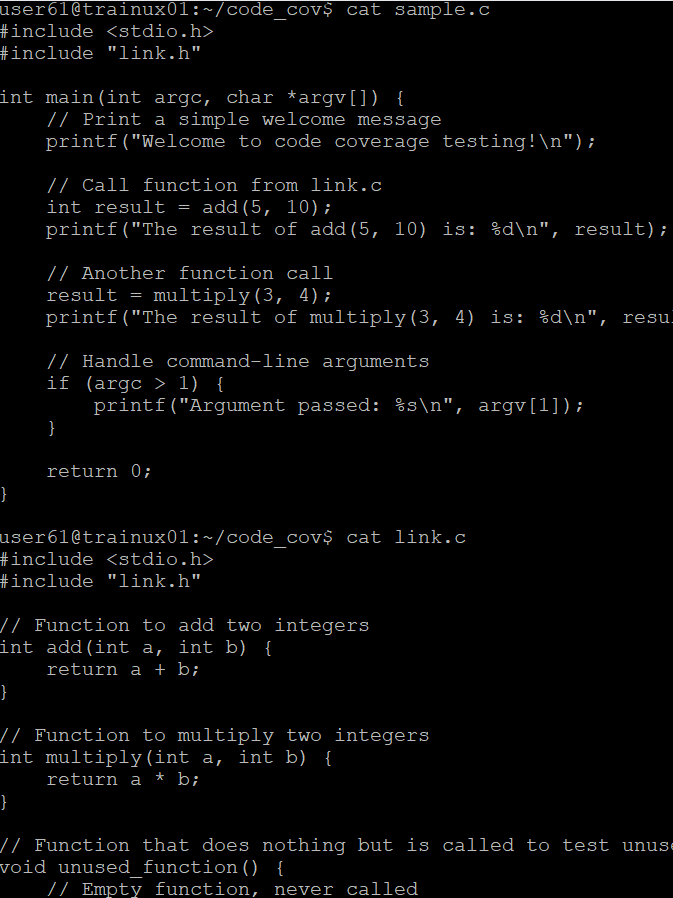 user61@trainux01:~/code_cov$ cat sample.c
#include <stdio.h>
#include "link.h"

int main(int argc, char *argv[]) {
    // Print a simple welcome message
    printf("Welcome to code coverage testing!\n");

    // Call function from link.c
    int result = add(5, 10);
    printf("The result of add(5, 10) is: %d\n", result);

    // Another function call
    result = multiply(3, 4);
    printf("The result of multiply(3, 4) is: %d\n", resul

    // Handle command-line arguments
    if (argc > 1) {
        printf("Argument passed: %s\n", argv[1]);
    }

    return 0;
}

user61@trainux01:~/code_cov$ cat link.c
#include <stdio.h>
#include "link.h"

// Function to add two integers
int add(int a, int b) {
    return a + b;
}

// Function to multiply two integers
int multiply(int a, int b) {
    return a * b;
}

// Function that does nothing but is called to test unuse
void unused_function() {
    // Empty function, never called